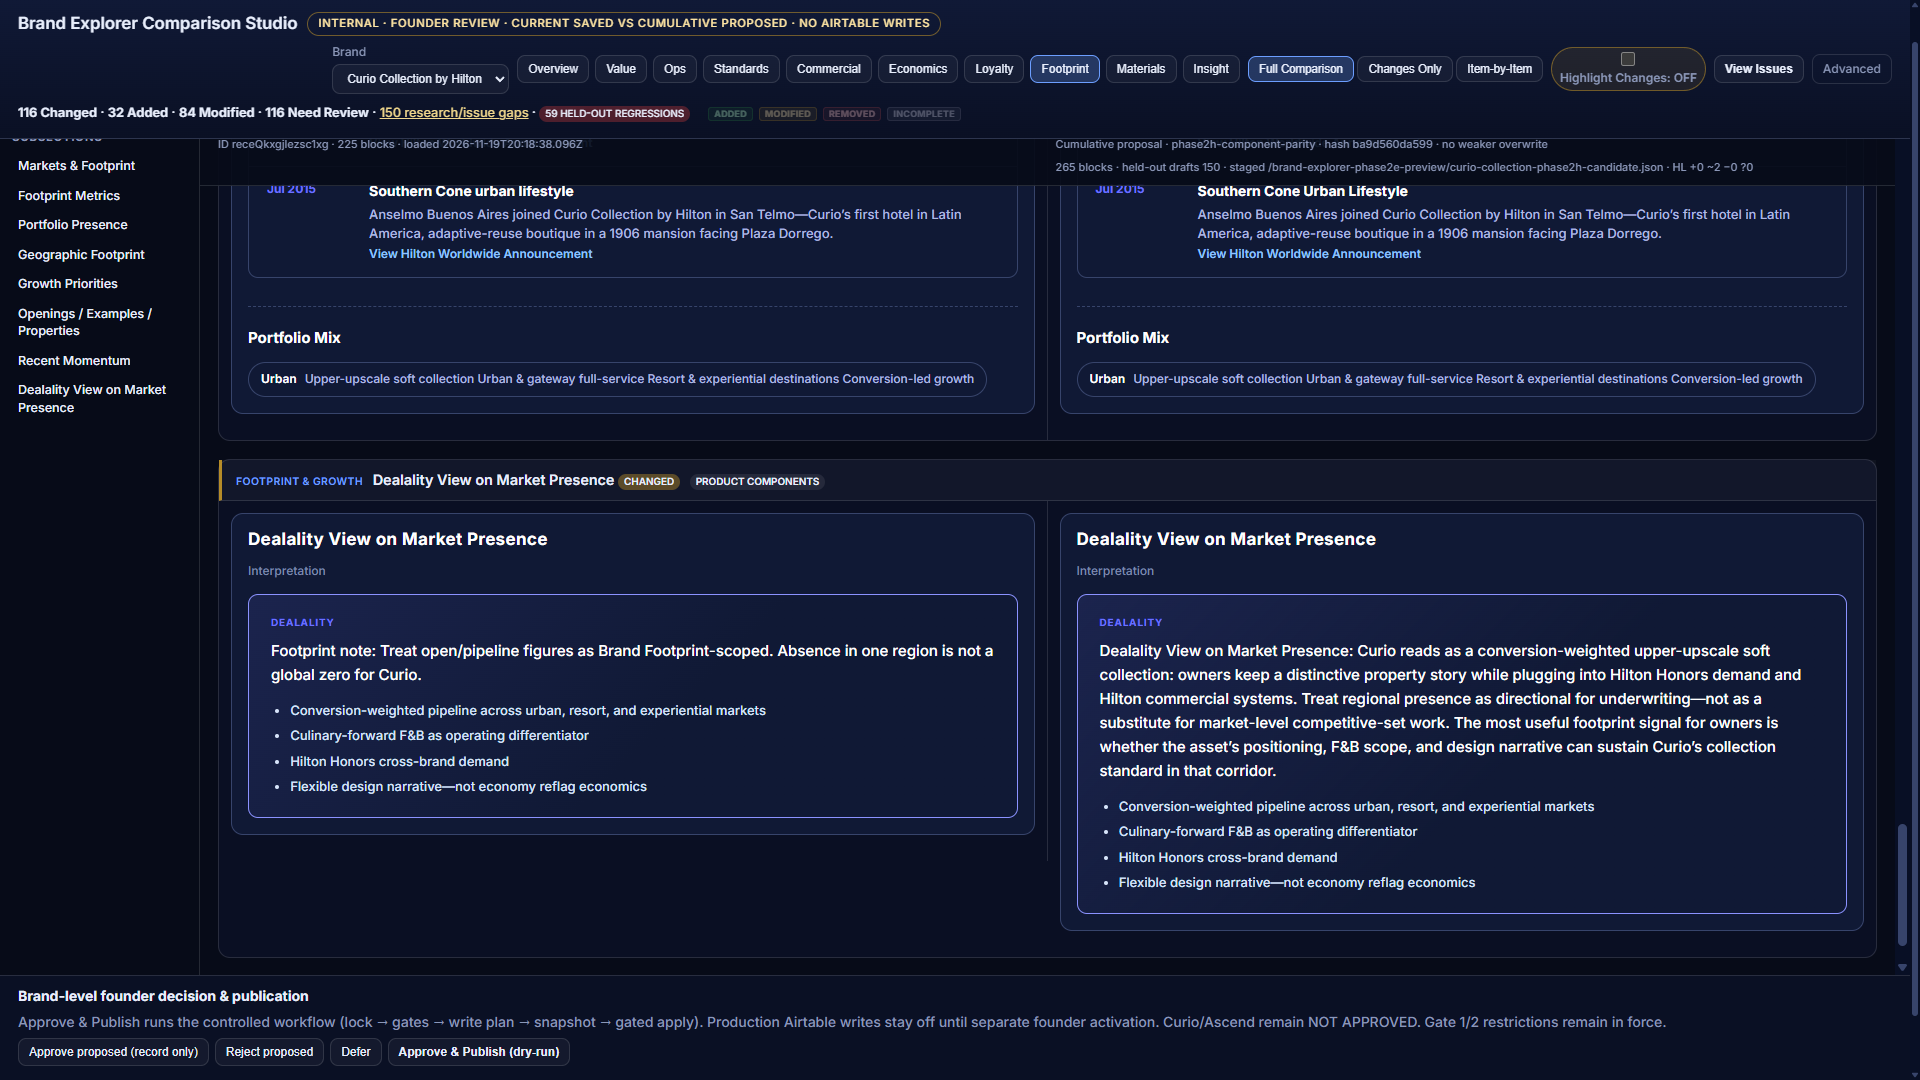 Brand Explorer Comparison Studio
INTERNAL · FOUNDER REVIEW · CURRENT SAVED VS CUMULATIVE PROPOSED · NO AIRTABLE WRITES
Brand
Curio Collection by Hilton
Overview
Value
Ops
Standards
Commercial
Economics
Loyalty
Footprint
Materials
Insight
Full Comparison
Changes Only
Item-by-Item
Highlight Changes: OFF
View Issues
Advanced
116 Changed · 32 Added · 84 Modified · 116 Need Review · 150 research/issue gaps · 59 HELD-OUT REGRESSIONS
ADDED
MODIFIED
REMOVED
INCOMPLETE
Markets & Footprint
Footprint Metrics
Portfolio Presence
Geographic Footprint
Growth Priorities
Openings / Examples /
Properties
Recent Momentum
Dealality View on Market
Presence
ID receQkxgjlezsc1xg · 225 blocks · loaded 2026-11-19T20:18:38.096Z
Cumulative proposal · phase2h-component-parity · hash ba9d560da599 · no weaker overwrite
265 blocks · held-out drafts 150 · staged /brand-explorer-phase2e-preview/curio-collection-phase2h-candidate.json · HL +0 ~2 −0 ?0
Jul 2015
Southern Cone urban lifestyle
Anselmo Buenos Aires joined Curio Collection by Hilton in San Telmo—Curio’s first hotel in Latin
America, adaptive-reuse boutique in a 1906 mansion facing Plaza Dorrego.
View Hilton Worldwide Announcement
Portfolio Mix
Urban Upper-upscale soft collection Urban & gateway full-service Resort & experiential destinations Conversion-led growth
Jul 2015
Southern Cone Urban Lifestyle
Anselmo Buenos Aires joined Curio Collection by Hilton in San Telmo—Curio’s first hotel in Latin
America, adaptive-reuse boutique in a 1906 mansion facing Plaza Dorrego.
View Hilton Worldwide Announcement
Portfolio Mix
Urban Upper-upscale soft collection Urban & gateway full-service Resort & experiential destinations Conversion-led growth
FOOTPRINT & GROWTH Dealality View on Market Presence CHANGED PRODUCT COMPONENTS
Dealality View on Market Presence
Interpretation
DEALALITY
Footprint note: Treat open/pipeline figures as Brand Footprint-scoped. Absence in one region is not a
global zero for Curio.
• Conversion-weighted pipeline across urban, resort, and experiential markets
• Culinary-forward F&B as operating differentiator
• Hilton Honors cross-brand demand
• Flexible design narrative—not economy reflag economics
Dealality View on Market Presence
Interpretation
DEALALITY
Dealality View on Market Presence: Curio reads as a conversion-weighted upper-upscale soft
collection: owners keep a distinctive property story while plugging into Hilton Honors demand and
Hilton commercial systems. Treat regional presence as directional for underwriting—not as a
substitute for market-level competitive-set work. The most useful footprint signal for owners is
whether the asset’s positioning, F&B scope, and design narrative can sustain Curio’s collection
standard in that corridor.
• Conversion-weighted pipeline across urban, resort, and experiential markets
• Culinary-forward F&B as operating differentiator
• Hilton Honors cross-brand demand
• Flexible design narrative—not economy reflag economics
Brand-level founder decision & publication
Approve & Publish runs the controlled workflow (lock → gates → write plan → snapshot → gated apply). Production Airtable writes stay off until separate founder activation. Curio/Ascend remain NOT APPROVED. Gate 1/2 restrictions remain in force.
Approve proposed (record only)
Reject proposed
Defer
Approve & Publish (dry-run)